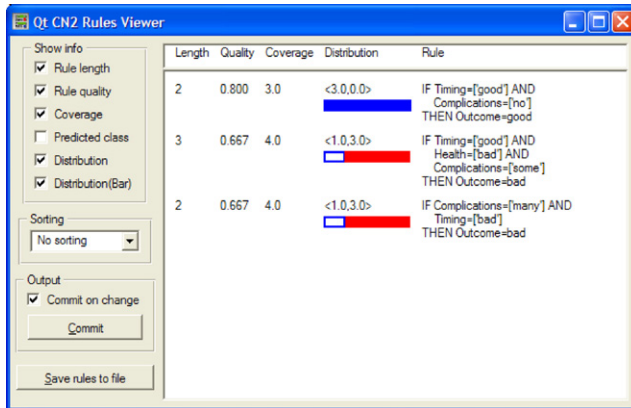 Qt CN2 Rules Viewer
Show info
Rule length
Rule quality
Coverage
Predicted class
Distribution
Distribution(Bar)
Sorting
No sorting
Output
Commit on change
Commit
Save rules to file
Length Quality Coverage Distribution Rule
2 0.800 3.0 <3.0,0.0> IF Timing=['good'] AND
Complications=['no']
THEN Outcome=good
3 0.667 4.0 <1.0,3.0> IF Timing=['good'] AND
Health=['bad'] AND
Complications=['some']
THEN Outcome=bad
2 0.667 4.0 <1.0,3.0> IF Complications=['many'] AND
Timing=['bad']
THEN Outcome=bad